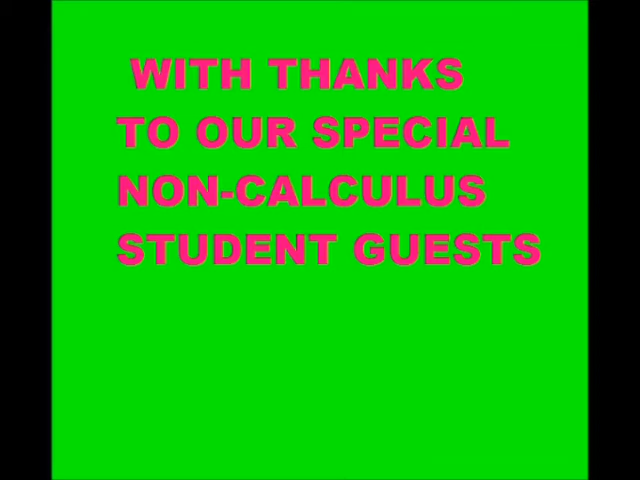 WITH THANKS
TO OUR SPECIAL
NON-CALCULUS
STUDENT GUESTS